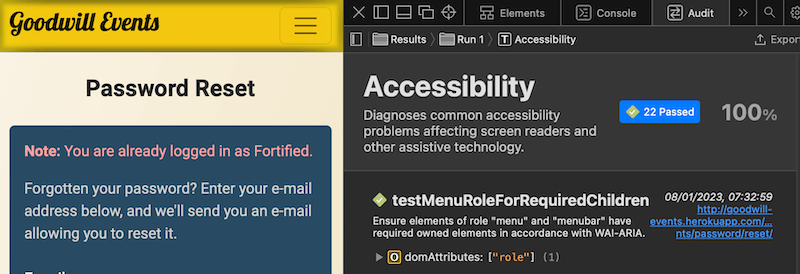 Goodwill Events
Password Reset
Note: You are already logged in as Fortified.
Forgotten your password? Enter your e-mail
address below, and we'll send you an e-mail
allowing you to reset it.
Elements
Console
Audit
Results
Run 1
T Accessibility
Export
Accessibility
Diagnoses common accessibility
problems affecting screen readers and
other assistive technology.
22 Passed
100%
testMenuRoleForRequiredChildren
Ensure elements of role "menu" and "menubar" have
required owned elements in accordance with WAI-ARIA.
08/01/2023, 07:32:59
http://goodwill-
events.herokuapp.com/…
nts/password/reset/
O domAttributes: ["role"] (1)